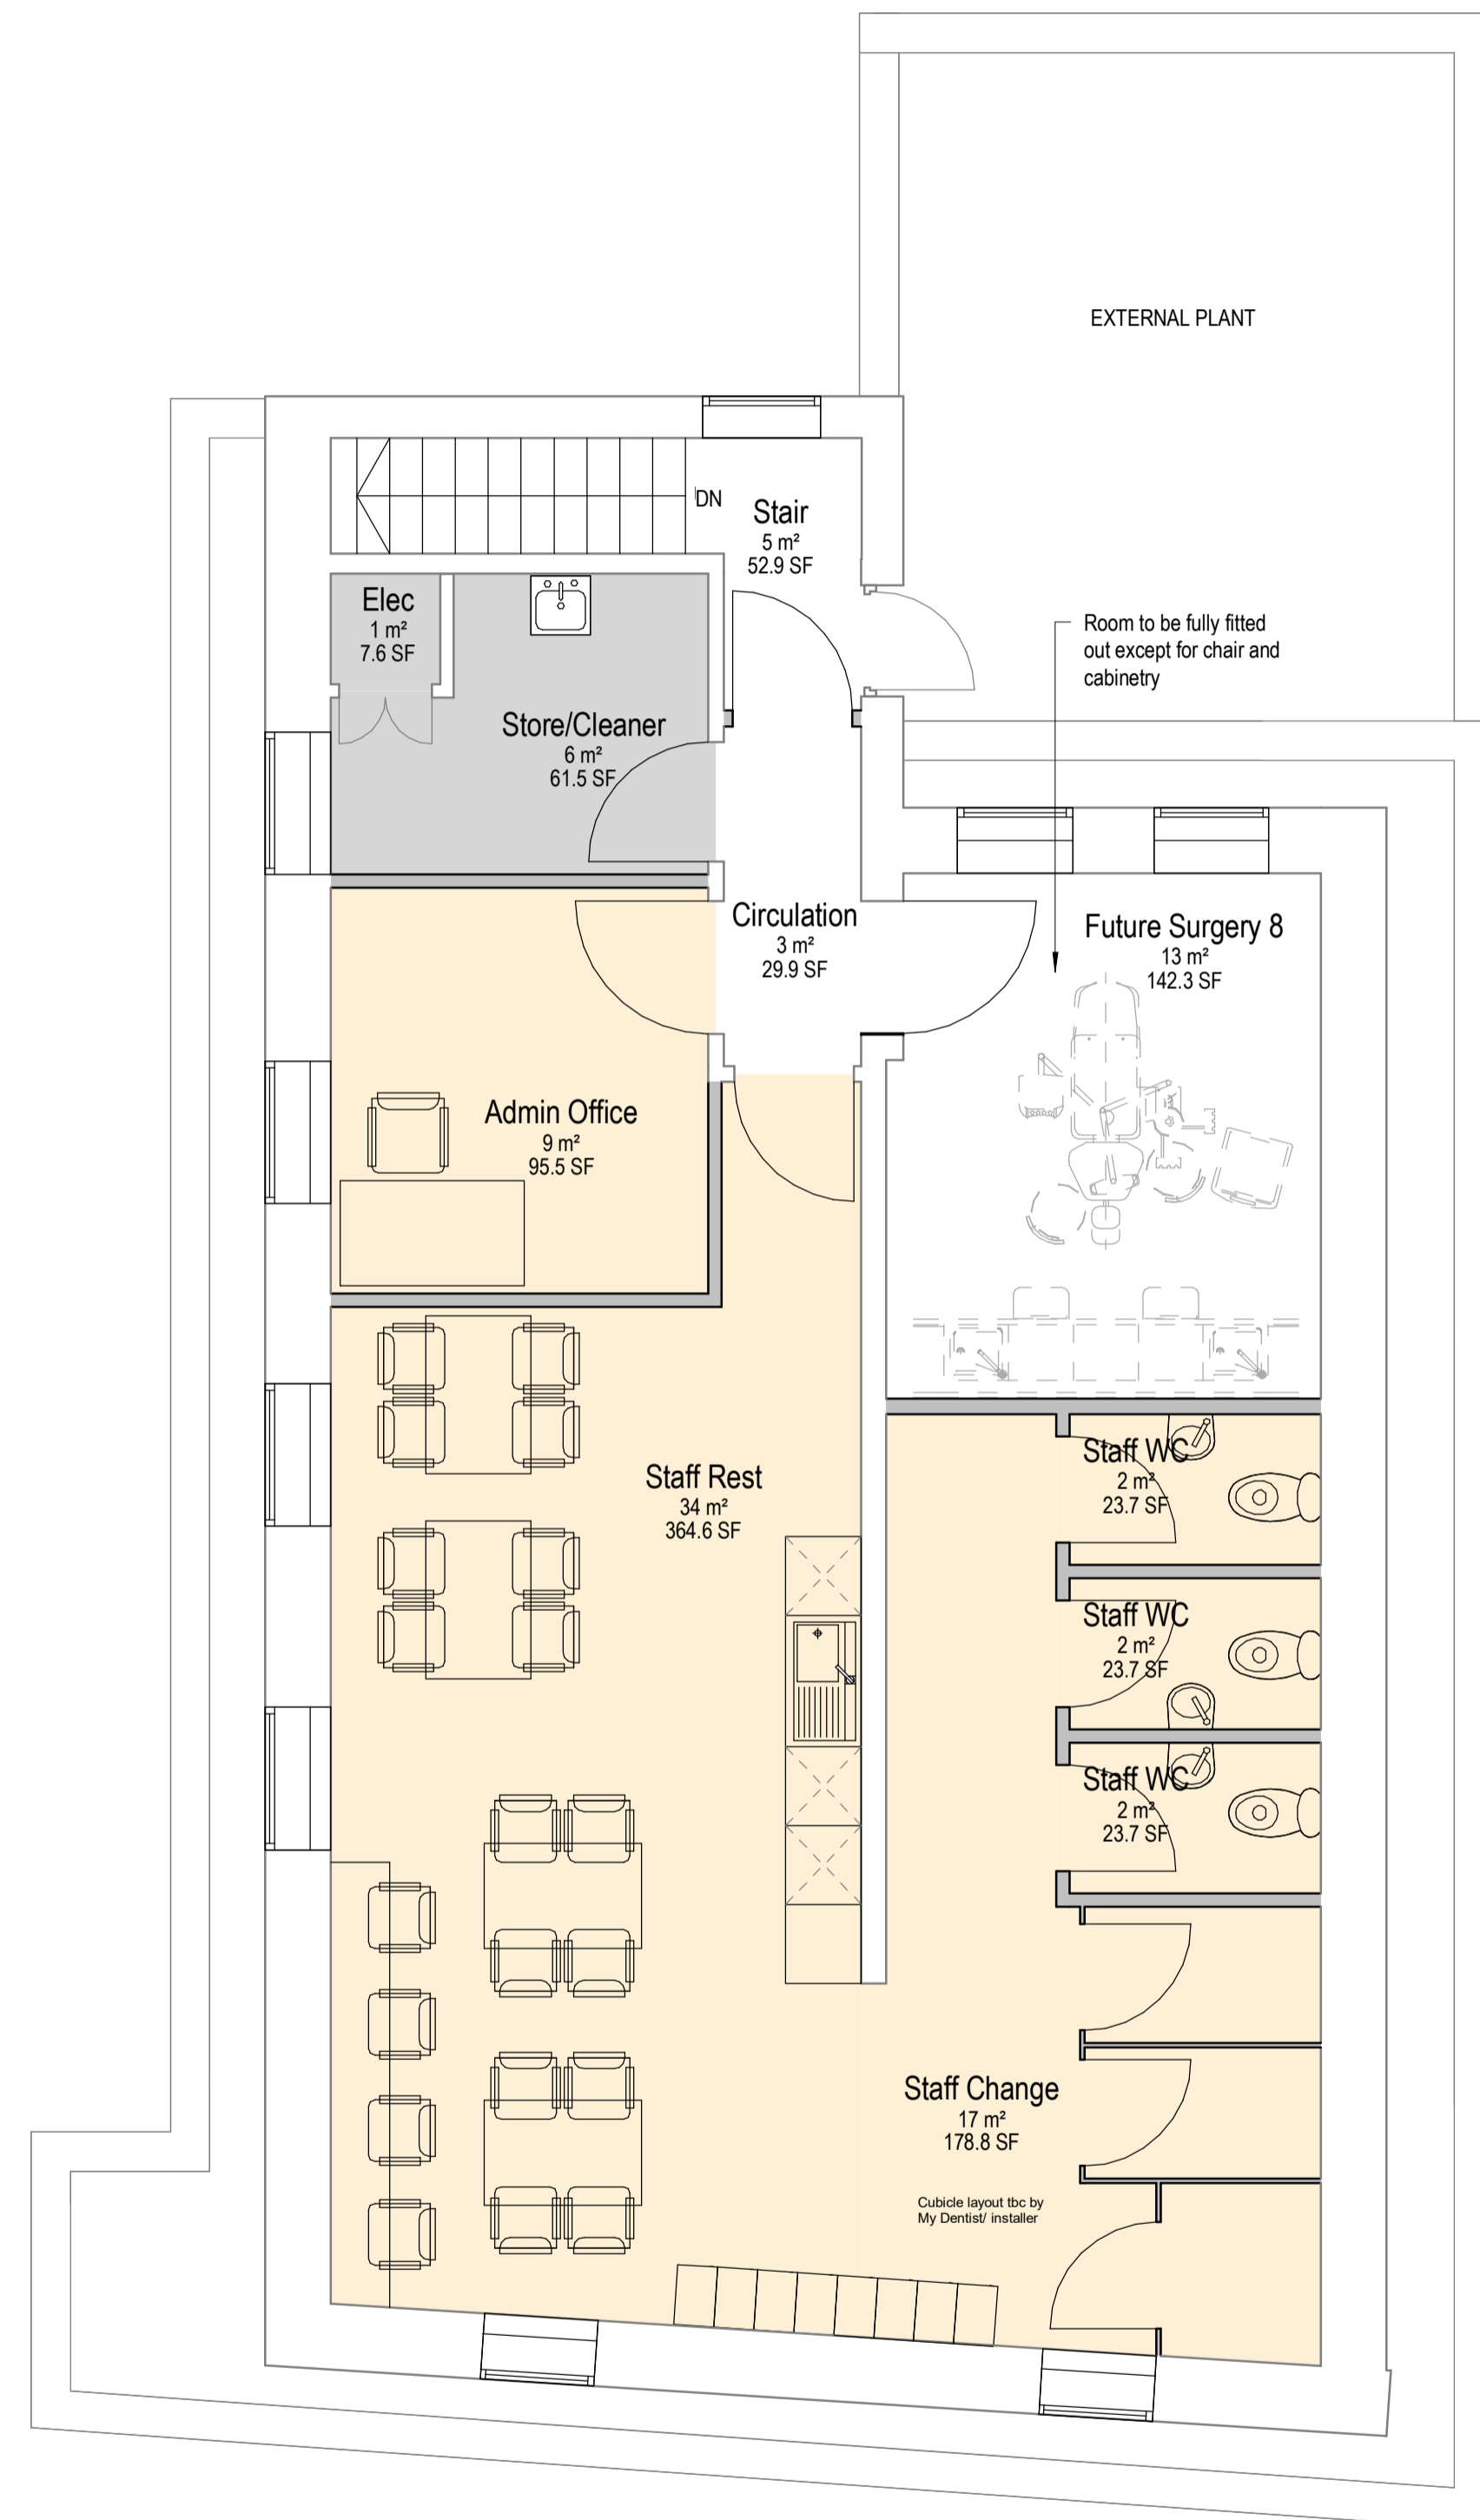 EXTERNAL PLANT
DN
Stair
5 m²
52.9 SF
Elec
1 m²
7.6 SF
Room to be fully fitted
out except for chair and
cabinetry
Store/Cleaner
6 m²
61.5 SF
Circulation
3 m²
29.9 SF
Future Surgery 8
13 m²
142.3 SF
Admin Office
9 m²
95.5 SF
Staff Rest
34 m²
364.6 SF
Staff WC
2 m²
23.7 SF
Staff WC
2 m²
23.7 SF
Staff WC
2 m²
23.7 SF
Staff Change
17 m²
178.8 SF
Cubicle layout tbc by
My Dentist/ installer